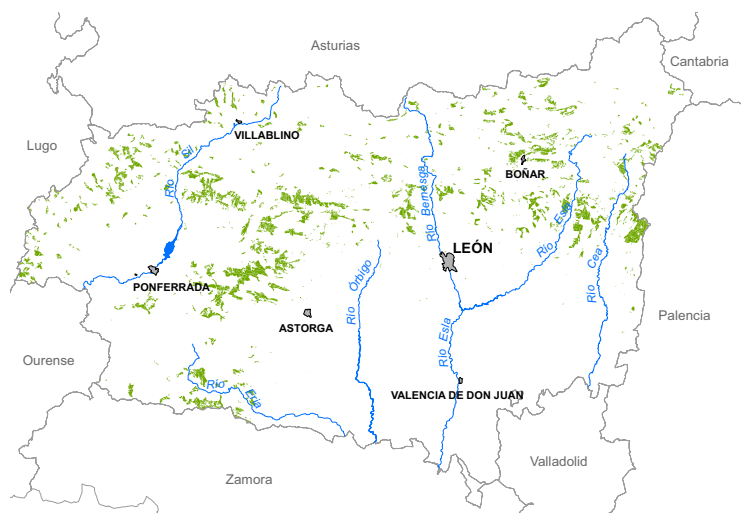 Asturias
Cantabria
Lugo
VILLABLINO
Río Sil
BOÑAR
Río Bernesga
Río Esla
Río Cea
LEÓN
PONFERRADA
Río Órbigo
ASTORGA
Río Esla
Palencia
Ourense
Río Eria
VALENCIA DE DON JUAN
Zamora
Valladolid